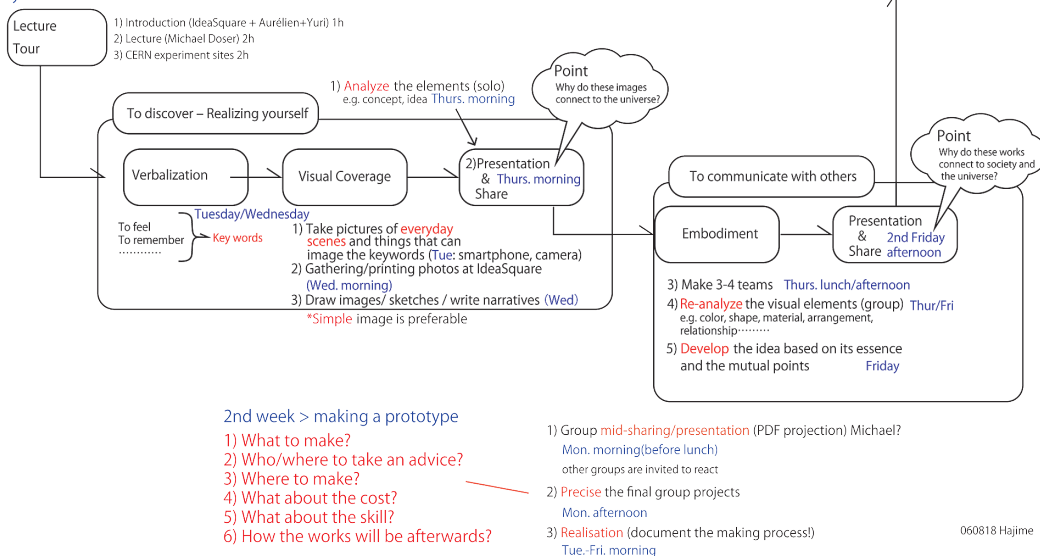 Lecture
Tour
1) Introduction (IdeaSquare + Aurélien+Yuri) 1h
2) Lecture (Michael Doser) 2h
3) CERN experiment sites 2h
1) Analyze the elements (solo)
e.g. concept, idea Thurs. morning
Point
Why do these images
connect to the universe?
To discover – Realizing yourself
Verbalization
Visual Coverage
2)Presentation
& Thurs. morning
Share
Tuesday/Wednesday
To feel
To remember
············
Key words
1) Take pictures of everyday
scenes and things that can
image the keywords (Tue: smartphone, camera)
2) Gathering/printing photos at IdeaSquare
(Wed. morning)
3) Draw images/ sketches / write narratives (Wed)
*Simple image is preferable
Point
Why do these works
connect to society and
the universe?
To communicate with others
Embodiment
Presentation
& 2nd Friday
Share afternoon
3) Make 3-4 teams Thurs. lunch/afternoon
4) Re-analyze the visual elements (group) Thur/Fri
e.g. color, shape, material, arrangement,
relationship·········
5) Develop the idea based on its essence
and the mutual points Friday
2nd week > making a prototype
1) What to make?
2) Who/where to take an advice?
3) Where to make?
4) What about the cost?
5) What about the skill?
6) How the works will be afterwards?
1) Group mid-sharing/presentation (PDF projection) Michael?
Mon. morning(before lunch)
other groups are invited to react
2) Precise the final group projects
Mon. afternoon
3) Realisation (document the making process!)
Tue.-Fri. morning
060818 Hajime